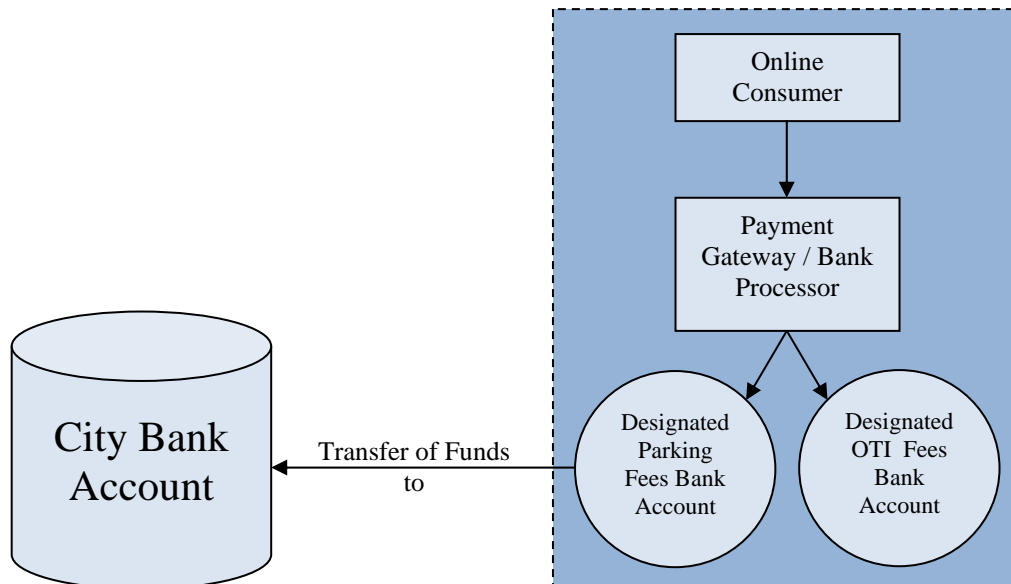 Online
Consumer
Payment
Gateway / Bank
Processor
City Bank
Account
Transfer of Funds
to
Designated
Parking
Fees Bank
Account
Designated
OTI Fees
Bank
Account